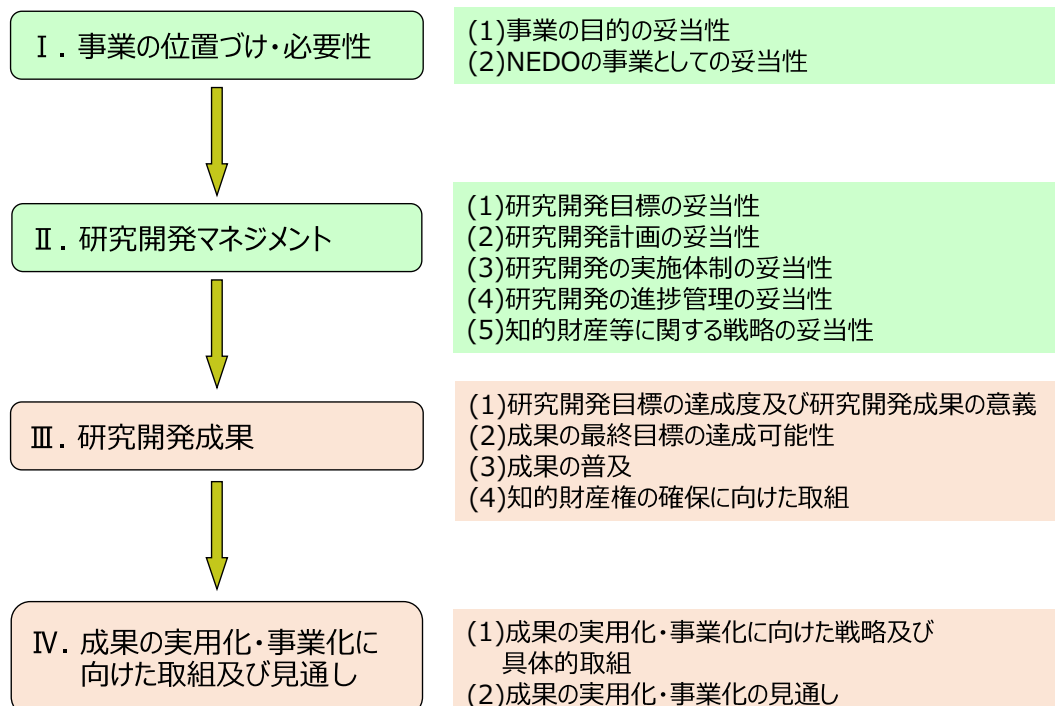 Ⅰ. 事業の位置づけ・必要性
(1)事業の目的の妥当性
(2)NEDOの事業としての妥当性
Ⅱ. 研究開発マネジメント
(1)研究開発目標の妥当性
(2)研究開発計画の妥当性
(3)研究開発の実施体制の妥当性
(4)研究開発の進捗管理の妥当性
(5)知的財産等に関する戦略の妥当性
Ⅲ. 研究開発成果
(1)研究開発目標の達成度及び研究開発成果の意義
(2)成果の最終目標の達成可能性
(3)成果の普及
(4)知的財産権の確保に向けた取組
Ⅳ. 成果の実用化・事業化に
向けた取組及び見通し
(1)成果の実用化・事業化に向けた戦略及び
具体的取組
(2)成果の実用化・事業化の見通し